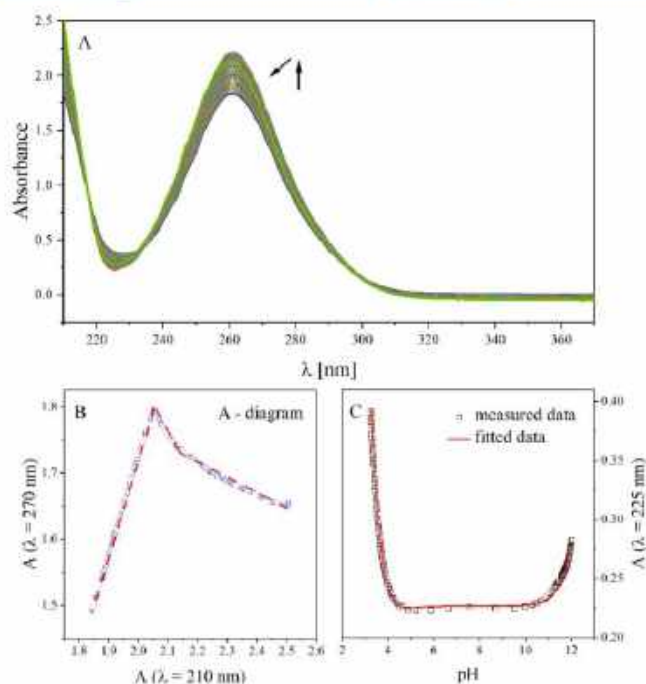 A
2.5
2.0
1.5
1.0
0.5
0.0
Absorbance
220 240 260 280 300 320 340 360
λ [nm]
B A - diagram
1.8
1.7
1.6
1.5
A (λ = 270 nm)
1.8 1.9 2.0 2.1 2.2 2.3 2.4 2.5 2.6
A (λ = 210 nm)
C
measured data
fitted data
0.40
0.35
0.30
0.25
0.20
A (λ = 225 nm)
2 4 6 8 10 12
pH